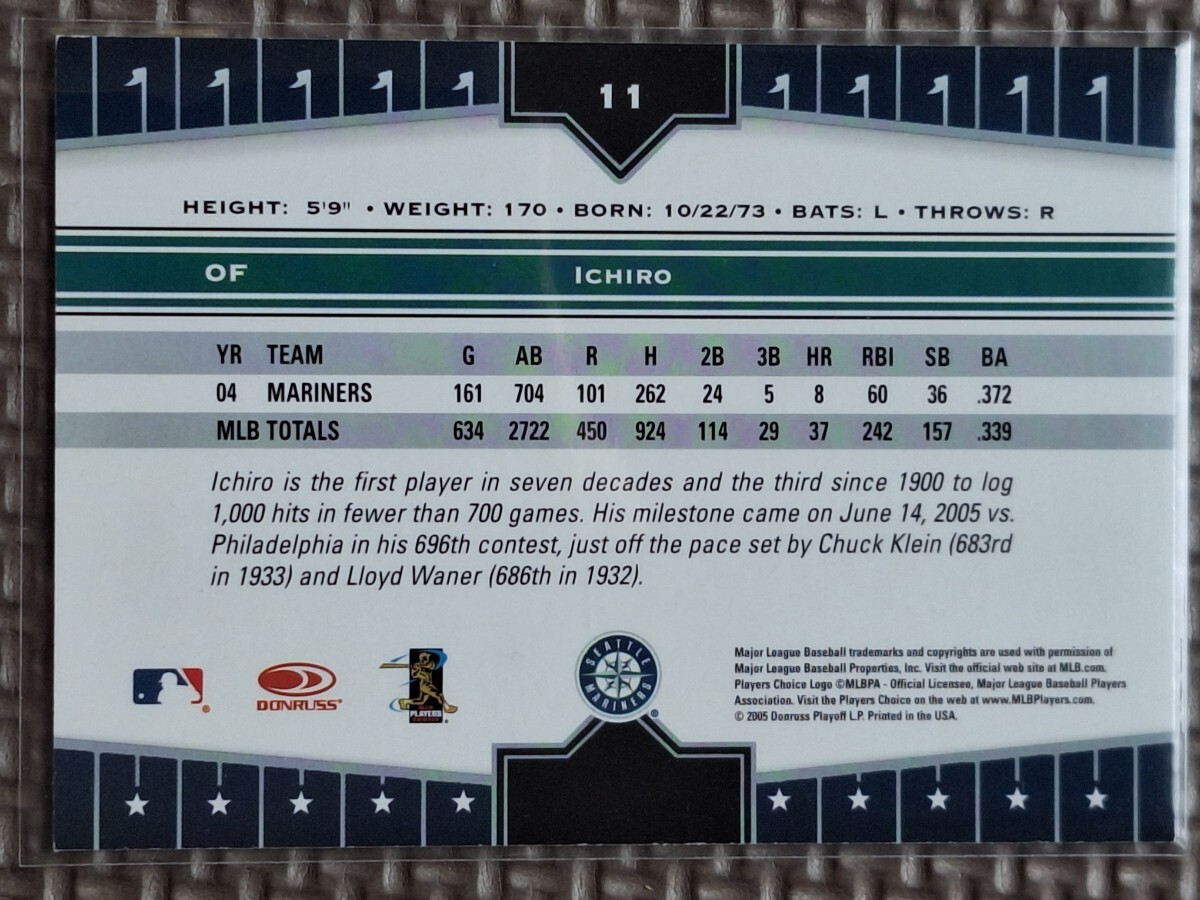 11
HEIGHT: 5'9" • WEIGHT: 170 • BORN: 10/22/73 • BATS: L • THROWS: R
OF ICHIRO
YR TEAM G AB R H 2B 3B HR RBI SB BA
04 MARINERS 161 704 101 262 24 5 8 60 36 .372
MLB TOTALS 634 2722 450 924 114 29 37 242 157 .339
Ichiro is the first player in seven decades and the third since 1900 to log
1,000 hits in fewer than 700 games. His milestone came on June 14, 2005 vs.
Philadelphia in his 696th contest, just off the pace set by Chuck Klein (683rd
in 1933) and Lloyd Waner (686th in 1932).
DONRUSS
PLAYERS
CHOICE
SEATTLE
MARINERS
Major League Baseball trademarks and copyrights are used with permission of
Major League Baseball Properties, Inc. Visit the official web site at MLB.com.
Players Choice Logo ©MLBPA - Official Licensee, Major League Baseball Players
Association. Visit the Players Choice on the web at www.MLBPlayers.com.
© 2005 Donruss Playoff L.P. Printed in the USA.